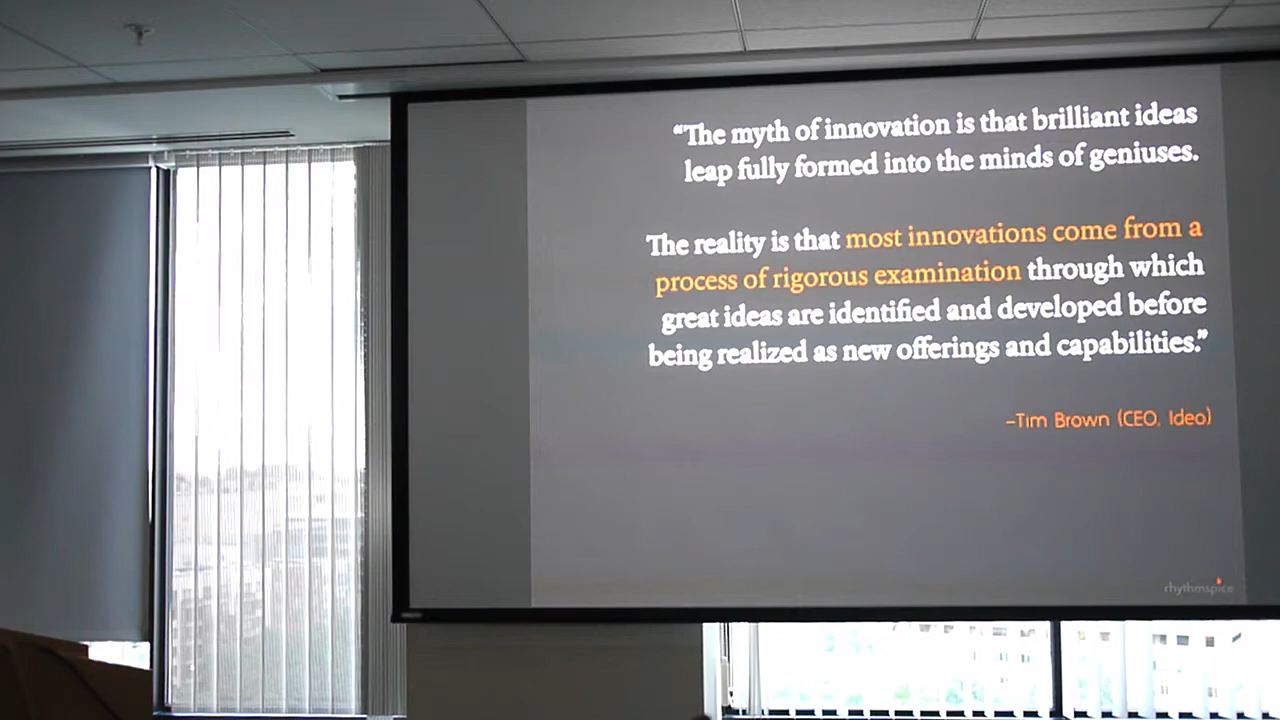 “The myth of innovation is that brilliant ideas
leap fully formed into the minds of geniuses.
The reality is that most innovations come from a
process of rigorous examination through which
great ideas are identified and developed before
being realized as new offerings and capabilities.”
–Tim Brown (CEO, Ideo)
rhythmspice